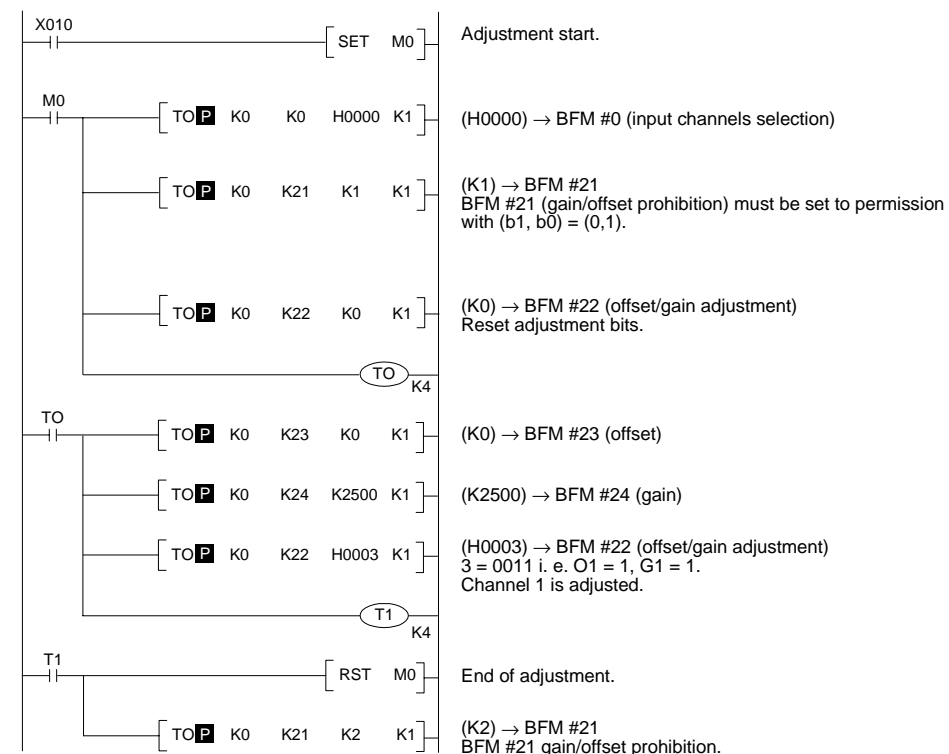 X010
SET M0
Adjustment start.
M0
TO P K0 K0 H0000 K1
(H0000) → BFM #0 (input channels selection)
TO P K0 K21 K1 K1
(K1) → BFM #21
BFM #21 (gain/offset prohibition) must be set to permission
with (b1, b0) = (0,1).
TO P K0 K22 K0 K1
(K0) → BFM #22 (offset/gain adjustment)
Reset adjustment bits.
TO
K4
TO
TO P K0 K23 K0 K1
(K0) → BFM #23 (offset)
TO P K0 K24 K2500 K1
(K2500) → BFM #24 (gain)
TO P K0 K22 H0003 K1
(H0003) → BFM #22 (offset/gain adjustment)
3 = 0011 i. e. O1 = 1, G1 = 1.
Channel 1 is adjusted.
T1
K4
T1
RST M0
End of adjustment.
TO P K0 K21 K2 K1
(K2) → BFM #21
BFM #21 gain/offset prohibition.